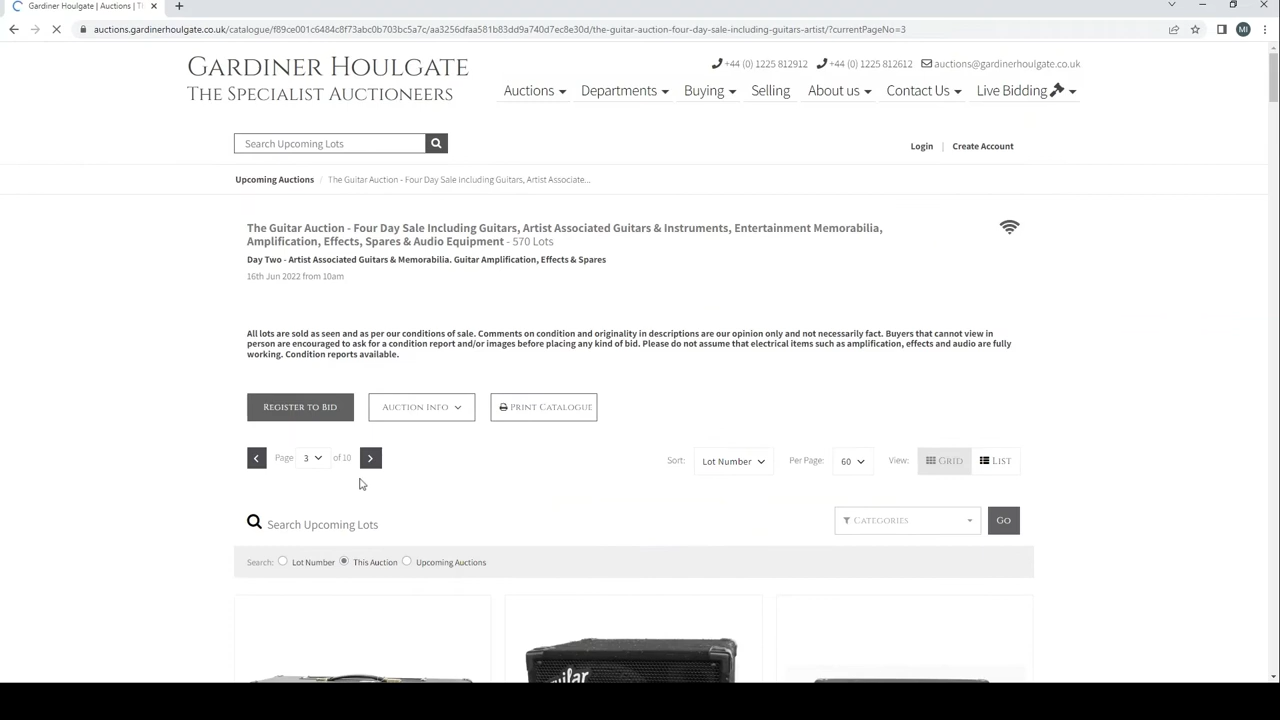 Gardiner Houlgate | Auctions | T
auctions.gardinerhoulgate.co.uk/catalogue/f89ce001c6484c8f73abc0b703bc5a7c/aa3256dfaa581b83dd9a740d7ec8e30d/the-guitar-auction-four-day-sale-including-guitars-artist/?currentPageNo=3
MI
GARDINER HOULGATE
THE SPECIALIST AUCTIONEERS
+44 (0) 1225 812912 +44 (0) 1225 812612 auctions@gardinerhoulgate.co.uk
Auctions Departments Buying Selling About us Contact Us Live Bidding
Search Upcoming Lots
Login | Create Account
Upcoming Auctions / The Guitar Auction - Four Day Sale Including Guitars, Artist Associate...
The Guitar Auction - Four Day Sale Including Guitars, Artist Associated Guitars & Instruments, Entertainment Memorabilia,
Amplification, Effects, Spares & Audio Equipment - 570 Lots
Day Two - Artist Associated Guitars & Memorabilia. Guitar Amplification, Effects & Spares
16th Jun 2022 from 10am
All lots are sold as seen and as per our conditions of sale. Comments on condition and originality in descriptions are our opinion only and not necessarily fact. Buyers that cannot view in
person are encouraged to ask for a condition report and/or images before placing any kind of bid. Please do not assume that electrical items such as amplification, effects and audio are fully
working. Condition reports available.
REGISTER TO BID AUCTION INFO PRINT CATALOGUE
Page 3 of 10
Sort: Lot Number Per Page: 60 View: GRID LIST
Search Upcoming Lots
CATEGORIES GO
Search: Lot Number This Auction Upcoming Auctions